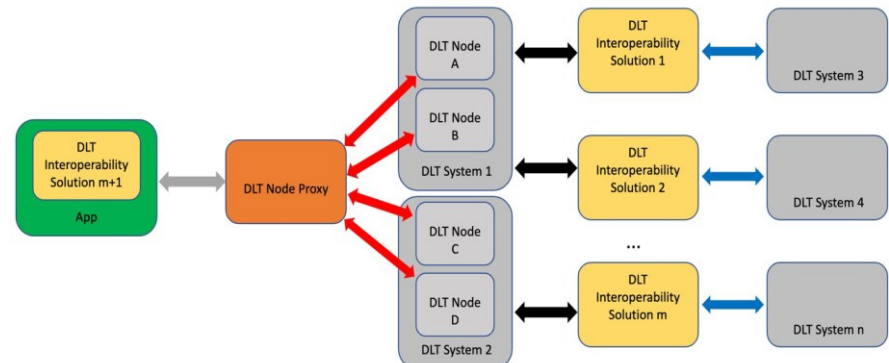 DLT
Interoperability
Solution m+1
App
DLT Node Proxy
DLT Node
A
DLT Node
B
DLT System 1
DLT Node
C
DLT Node
D
DLT System 2
DLT
Interoperability
Solution 1
DLT
Interoperability
Solution 2
...
DLT
Interoperability
Solution m
DLT System 3
DLT System 4
DLT System n